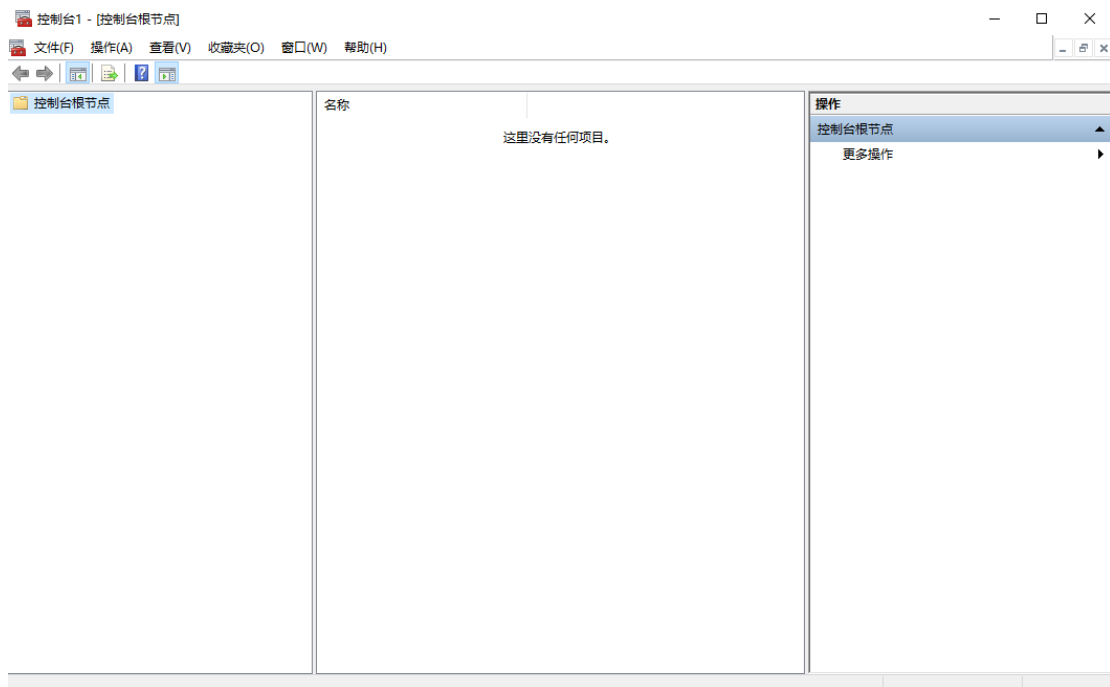 控制台1 - [控制台根节点]
文件(F) 操作(A) 查看(V) 收藏夹(O) 窗口(W) 帮助(H)
控制台根节点
名称
这里没有任何项目。
操作
控制台根节点
更多操作